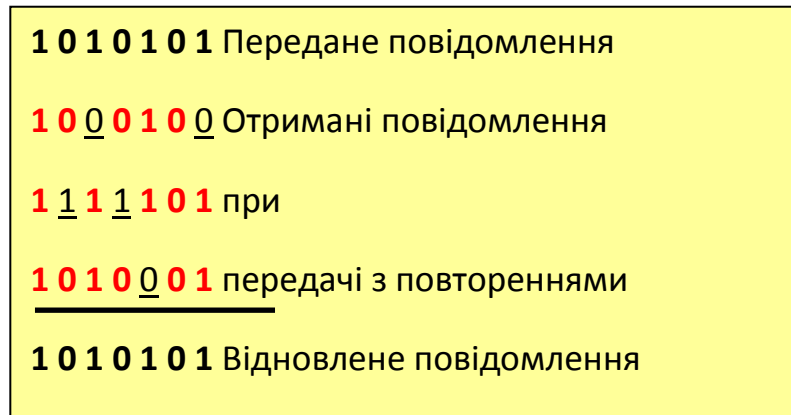 1 0 1 0 1 0 1 Передане повідомлення
1 0 0 0 1 0 0 Отримані повідомлення
1 1 1 1 1 0 1 при
1 0 1 0 0 0 1 передачі з повтореннями
1 0 1 0 1 0 1 Відновлене повідомлення